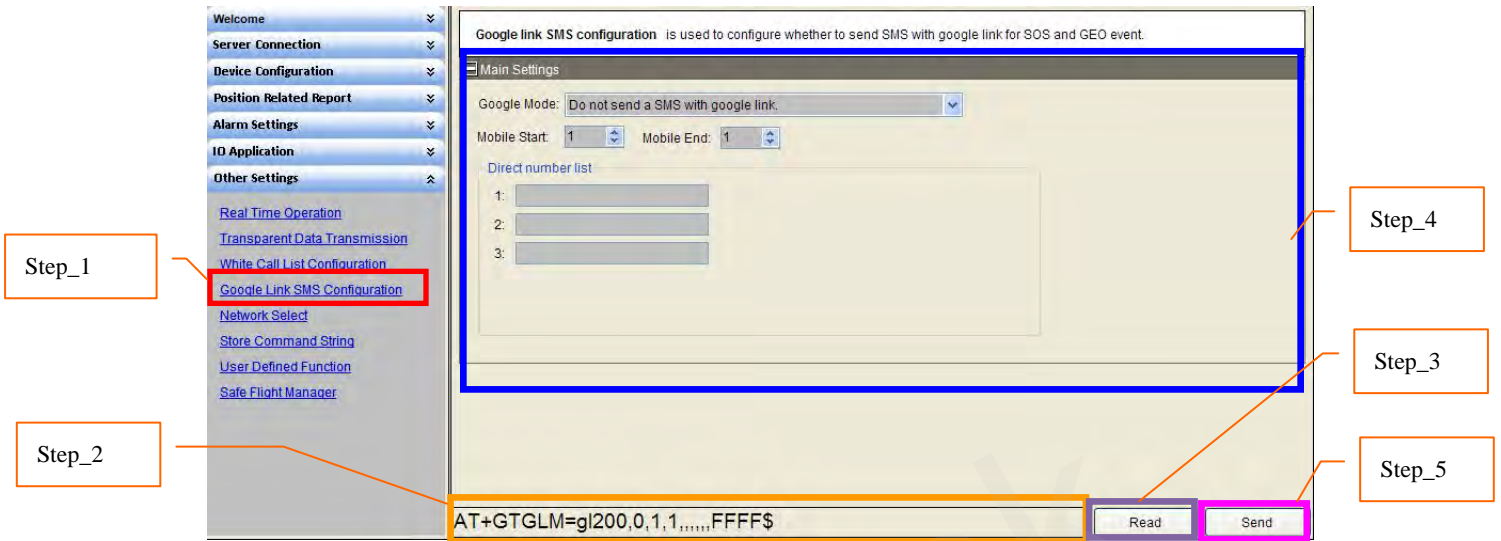 Welcome
Server Connection
Device Configuration
Position Related Report
Alarm Settings
IO Application
Other Settings
Real Time Operation
Transparent Data Transmission
White Call List Configuration
Google Link SMS Configuration
Network Select
Store Command String
User Defined Function
Safe Flight Manager
Google link SMS configuration is used to configure whether to send SMS with google link for SOS and GEO event.
Main Settings
Google Mode: Do not send a SMS with google link.
Mobile Start: 1 Mobile End: 1
Direct number list
1:
2:
3:
AT+GTGLM=gl200,0,1,1,,,,,,FFFF$
Read
Send
Step_1
Step_2
Step_4
Step_3
Step_5